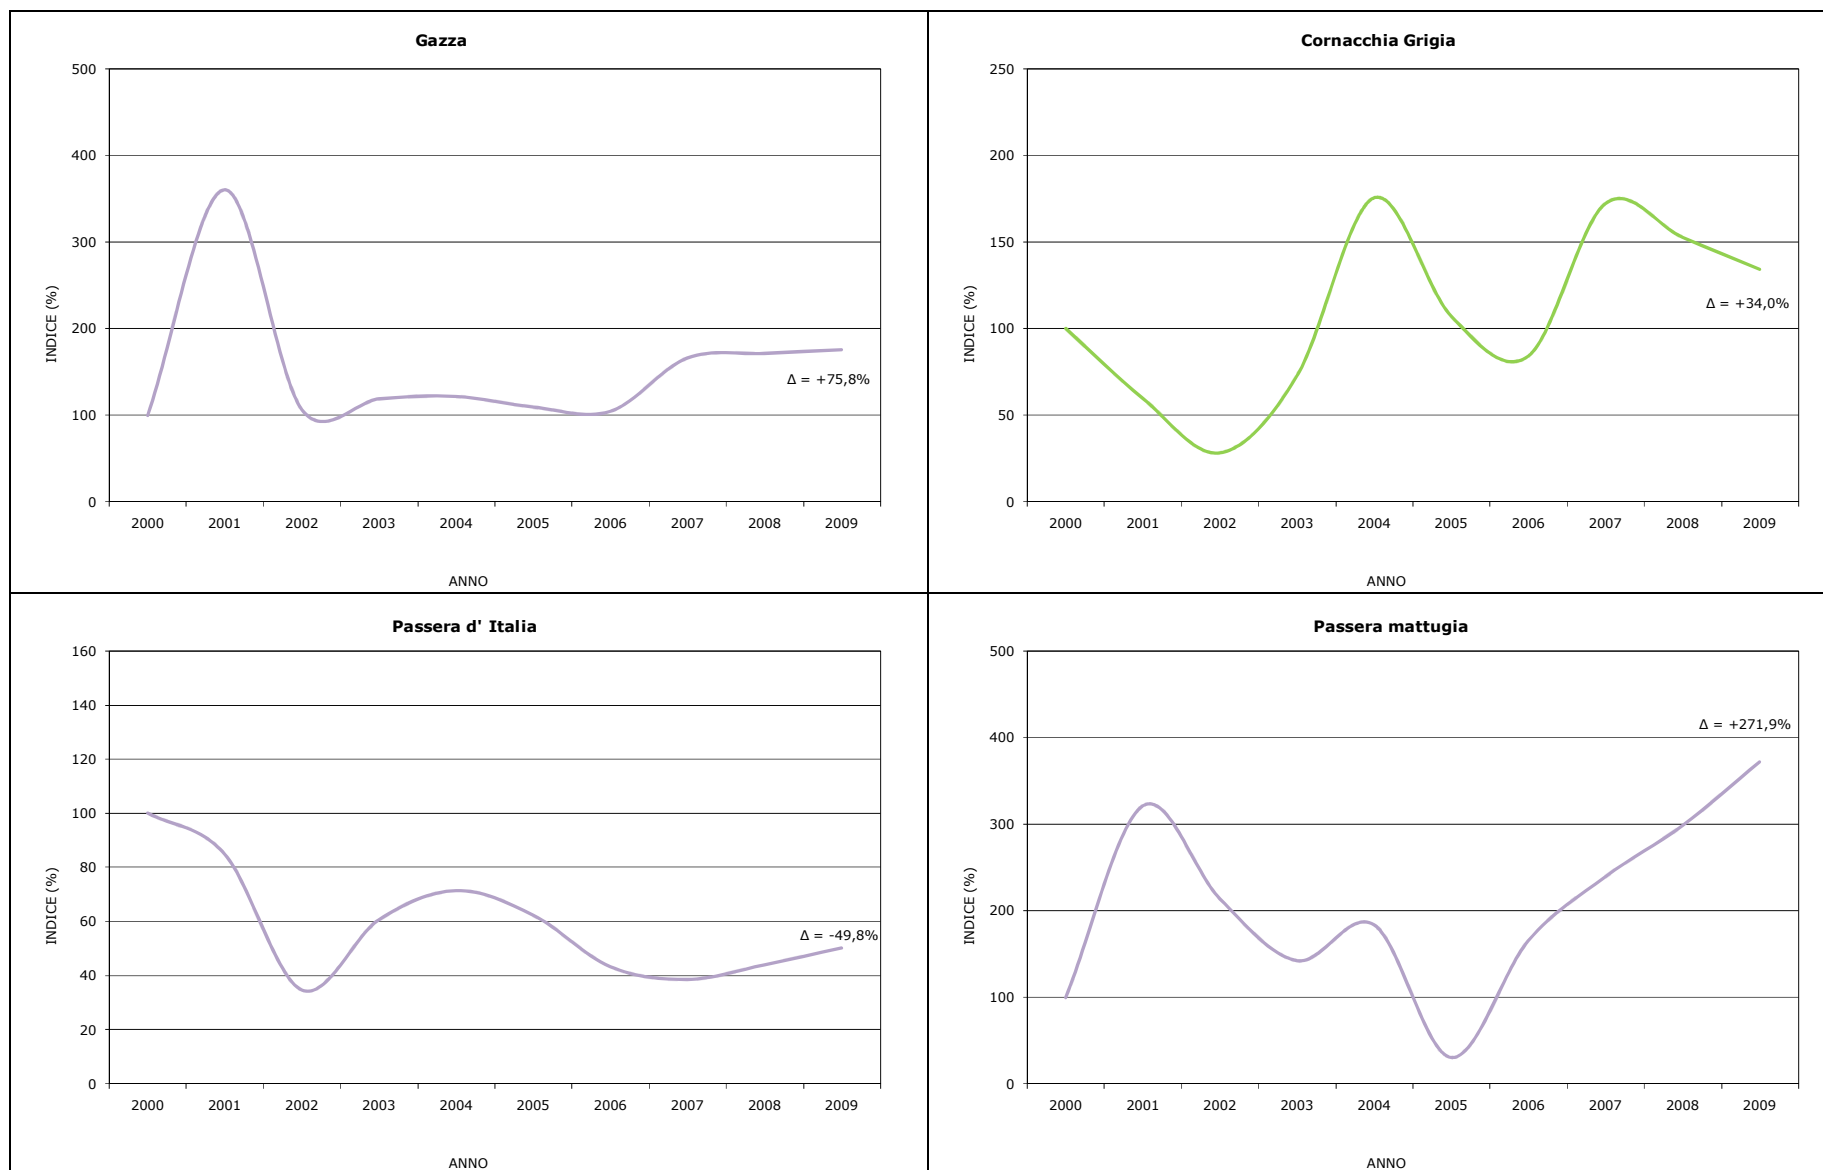 Gazza
500
400
300
200
100
0
INDICE (%)
Δ = +75,8%
2000 2001 2002 2003 2004 2005 2006 2007 2008 2009
ANNO
Cornacchia Grigia
250
200
150
100
50
0
INDICE (%)
Δ = +34,0%
2000 2001 2002 2003 2004 2005 2006 2007 2008 2009
ANNO
Passera d' Italia
160
140
120
100
80
60
40
20
0
INDICE (%)
Δ = -49,8%
2000 2001 2002 2003 2004 2005 2006 2007 2008 2009
ANNO
Passera mattugia
500
400
300
200
100
0
INDICE (%)
Δ = +271,9%
2000 2001 2002 2003 2004 2005 2006 2007 2008 2009
ANNO